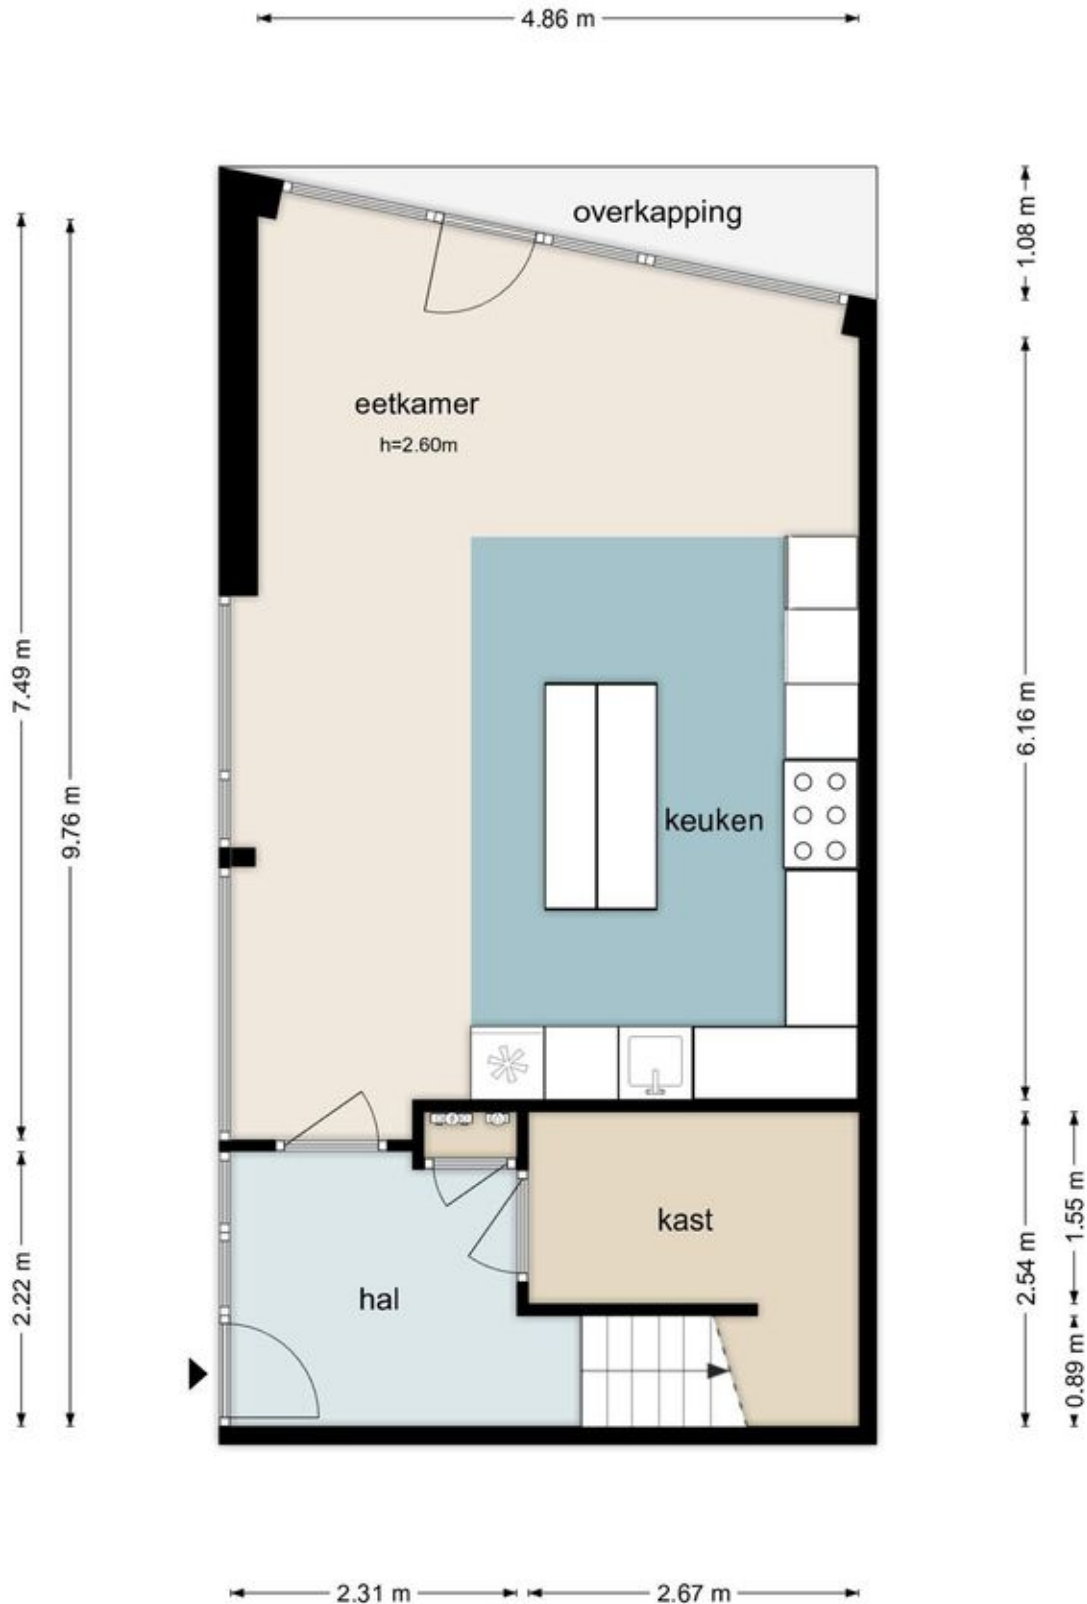 4.86 m
overkapping
1.08 m
eetkamer
h=2.60m
7.49 m
9.76 m
6.16 m
keuken
kast
1.55 m
2.54 m
hal
2.22 m
0.89 m
2.31 m
2.67 m